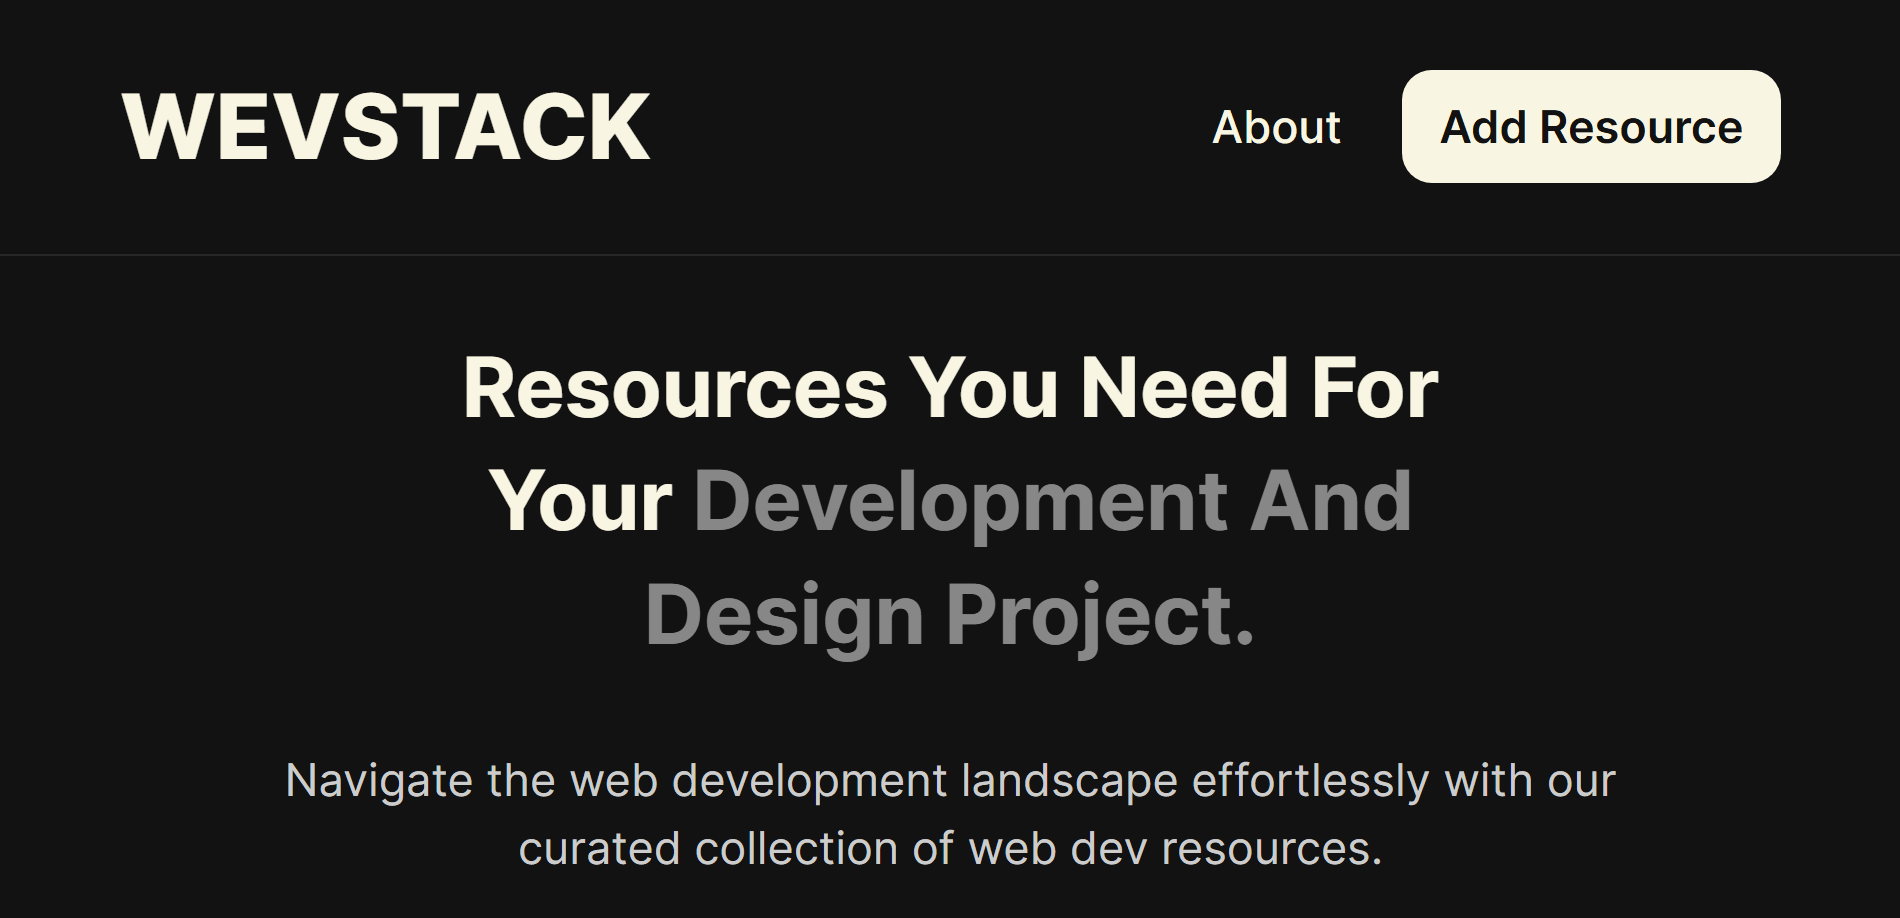 WEVSTACK
About
Add Resource
Resources You Need For
Your Development And
Design Project.
Navigate the web development landscape effortlessly with our
curated collection of web dev resources.